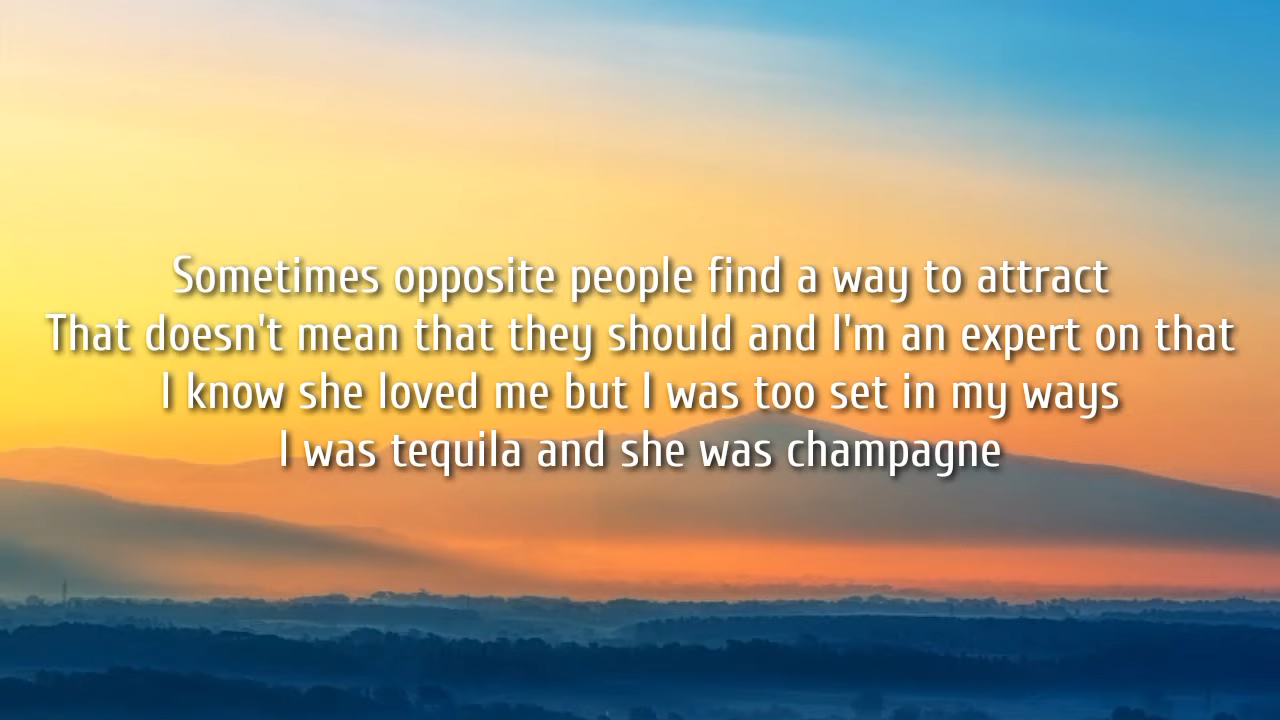 Sometimes opposite people find a way to attract
That doesn't mean that they should and I'm an expert on that
I know she loved me but I was too set in my ways
I was tequila and she was champagne